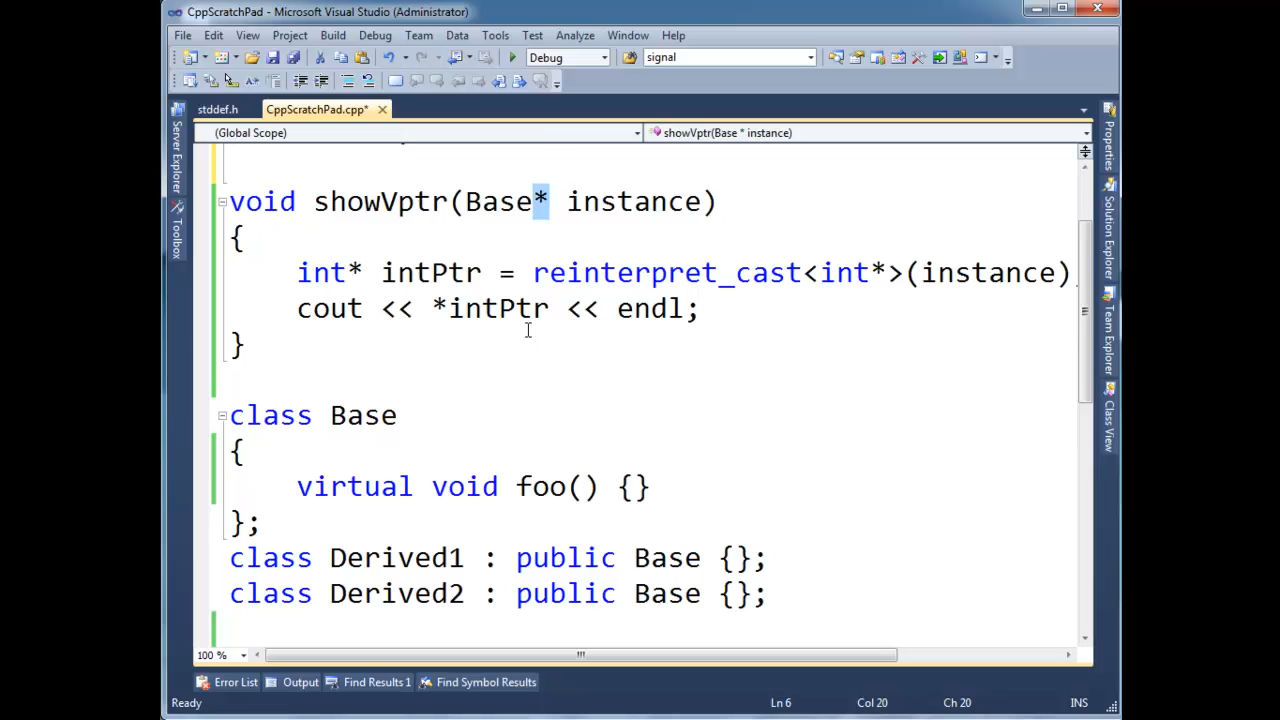 CppScratchPad - Microsoft Visual Studio (Administrator)
File Edit View Project Build Debug Team Data Tools Test Analyze Window Help
Debug signal
stddef.h CppScratchPad.cpp*
(Global Scope) showVptr(Base * instance)
void showVptr(Base* instance)
{
int* intPtr = reinterpret_cast<int*>(instance)
cout << *intPtr << endl;
}
class Base
{
virtual void foo() {}
};
class Derived1 : public Base {};
class Derived2 : public Base {};
Server Explorer
Toolbox
Properties
Solution Explorer
Team Explorer
Class View
100 %
Error List Output Find Results 1 Find Symbol Results
Ready Ln 6 Col 20 Ch 20 INS